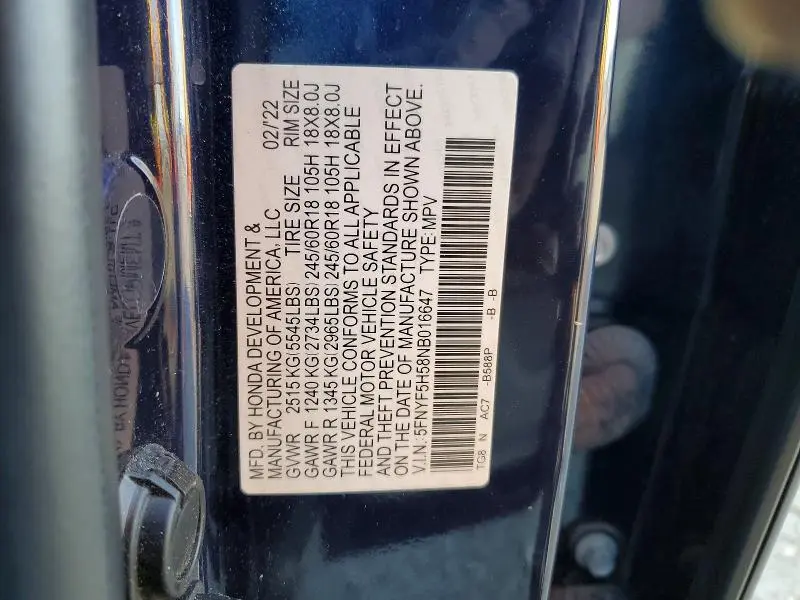 MFD. BY HONDA DEVELOPMENT &
MANUFACTURING OF AMERICA, LLC 02/'22
GVWR 2515 KG(5545LBS) TIRE SIZE RIM SIZE
GAWR F 1240 KG(2734LBS) 245/60R18 105H 18X8.0J
GAWR R 1345 KG(2965LBS) 245/60R18 105H 18X8.0J
THIS VEHICLE CONFORMS TO ALL APPLICABLE
FEDERAL MOTOR VEHICLE SAFETY
AND THEFT PREVENTION STANDARDS IN EFFECT
ON THE DATE OF MANUFACTURE SHOWN ABOVE.
V.I.N.:5FNYF5H58NB016647 TYPE:MPV
TG8 N AC7 -B588P -B -B